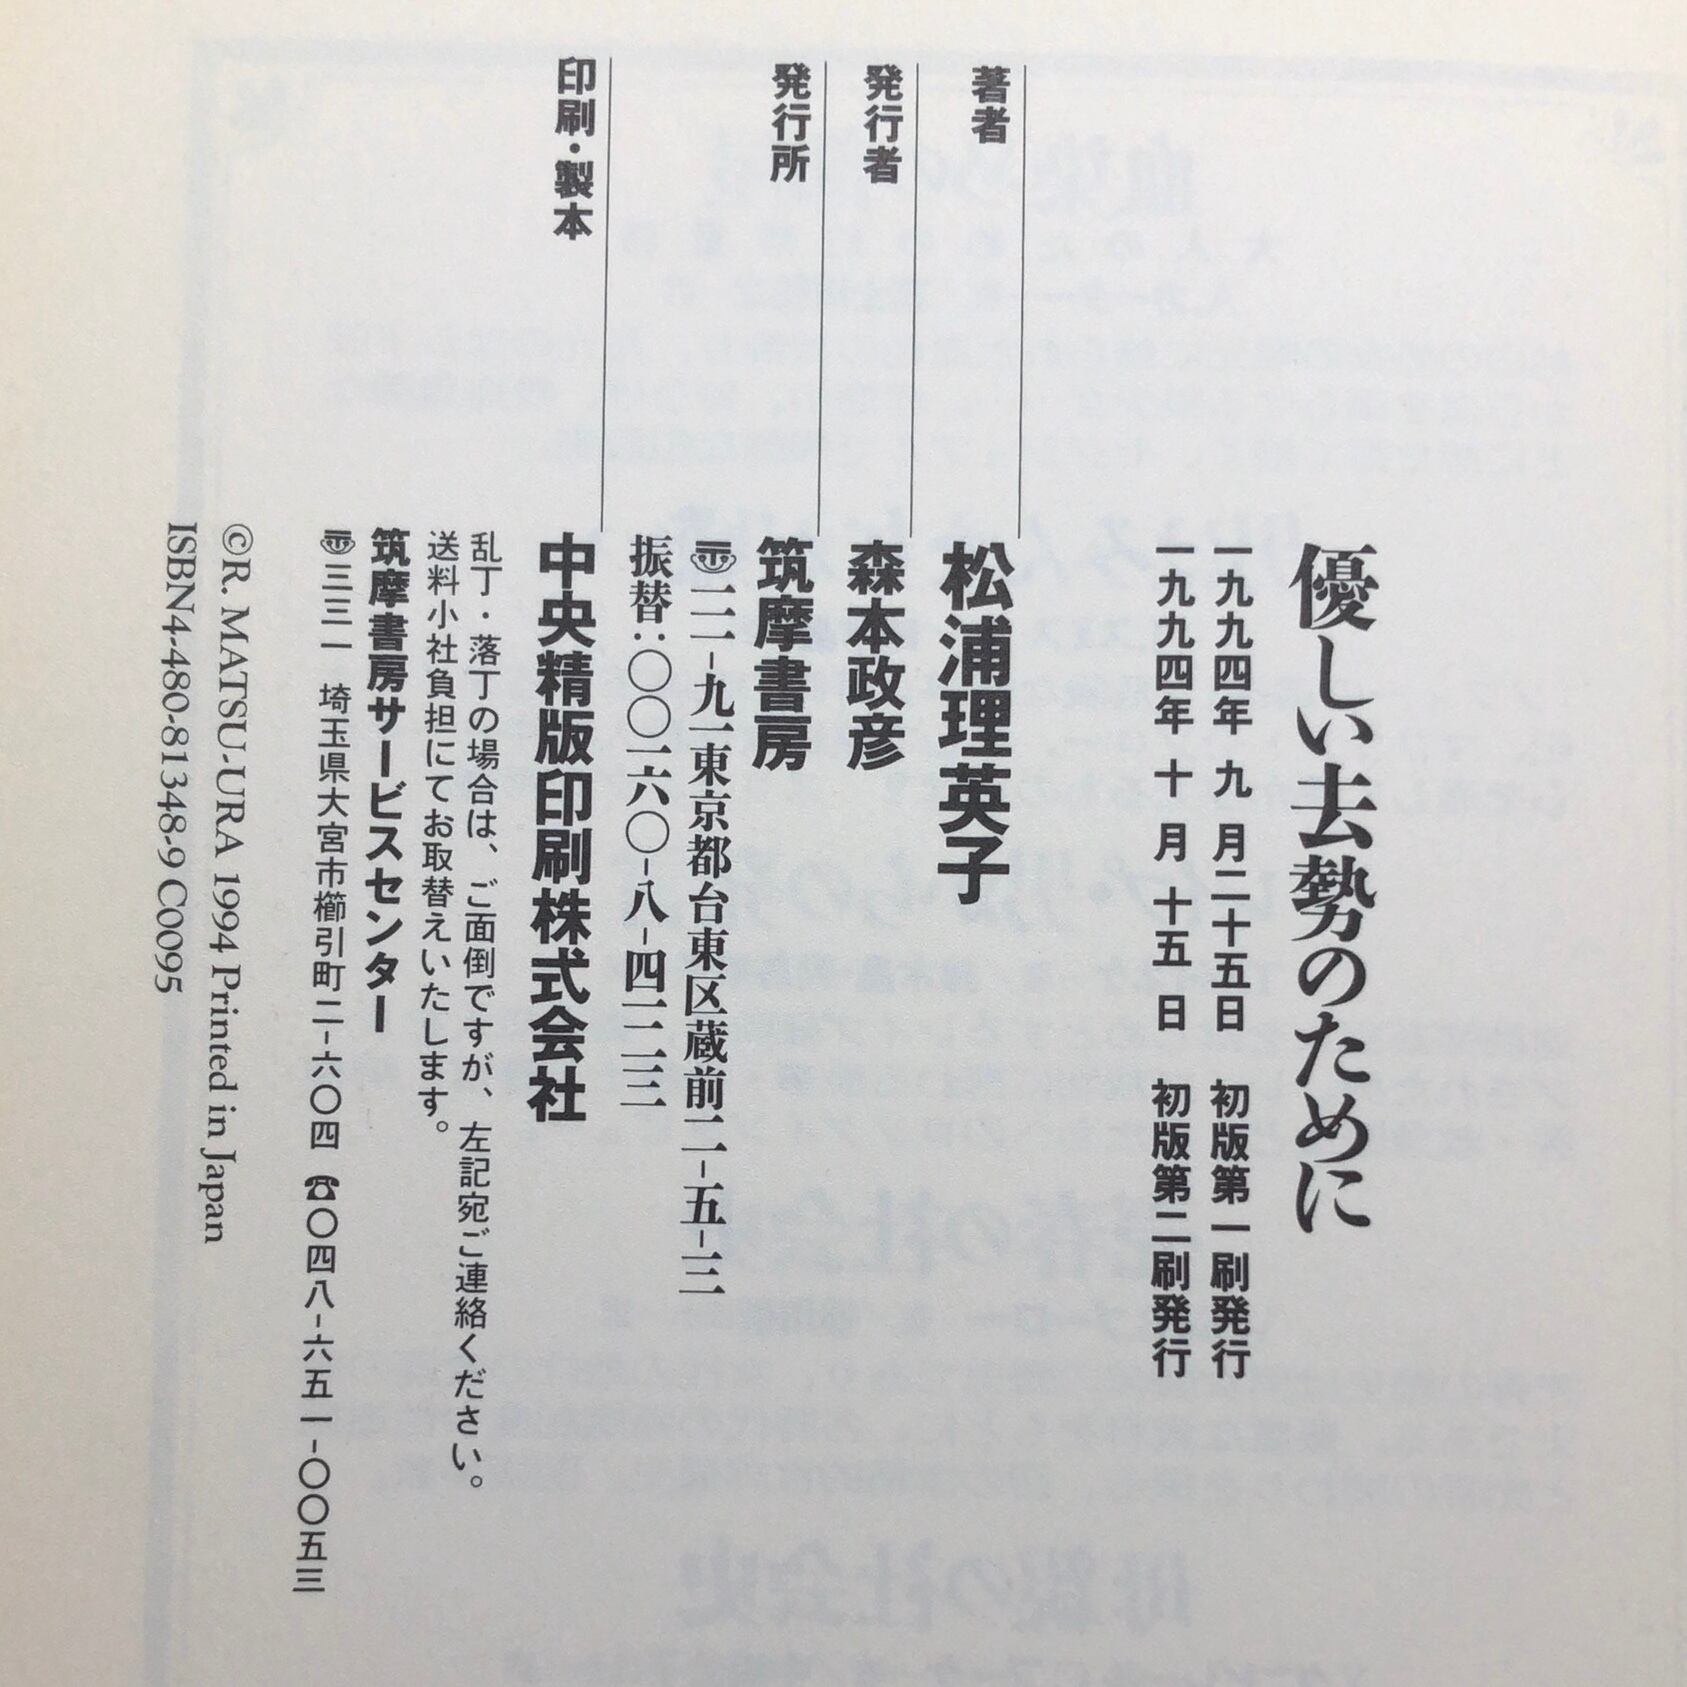 優しい去勢のために
一九九四年 九 月二十五日 初版第一刷発行
一九九四年 十 月 十五 日 初版第二刷発行
著者 松浦理英子
発行者 森本政彦
発行所 筑摩書房
〠一一一-九一東京都台東区蔵前二-五-三
振替:〇〇一六〇-八-四一二三
印刷・製本 中央精版印刷株式会社
乱丁・落丁の場合は、ご面倒ですが、左記宛ご連絡ください。
送料小社負担にてお取替えいたします。
筑摩書房サービスセンター
〠三三一 埼玉県大宮市櫛引町二-六〇四 ☎〇四八-六五一-〇〇五三
©R. MATSU-URA 1994 Printed in Japan
ISBN4-480-81348-9 C0095